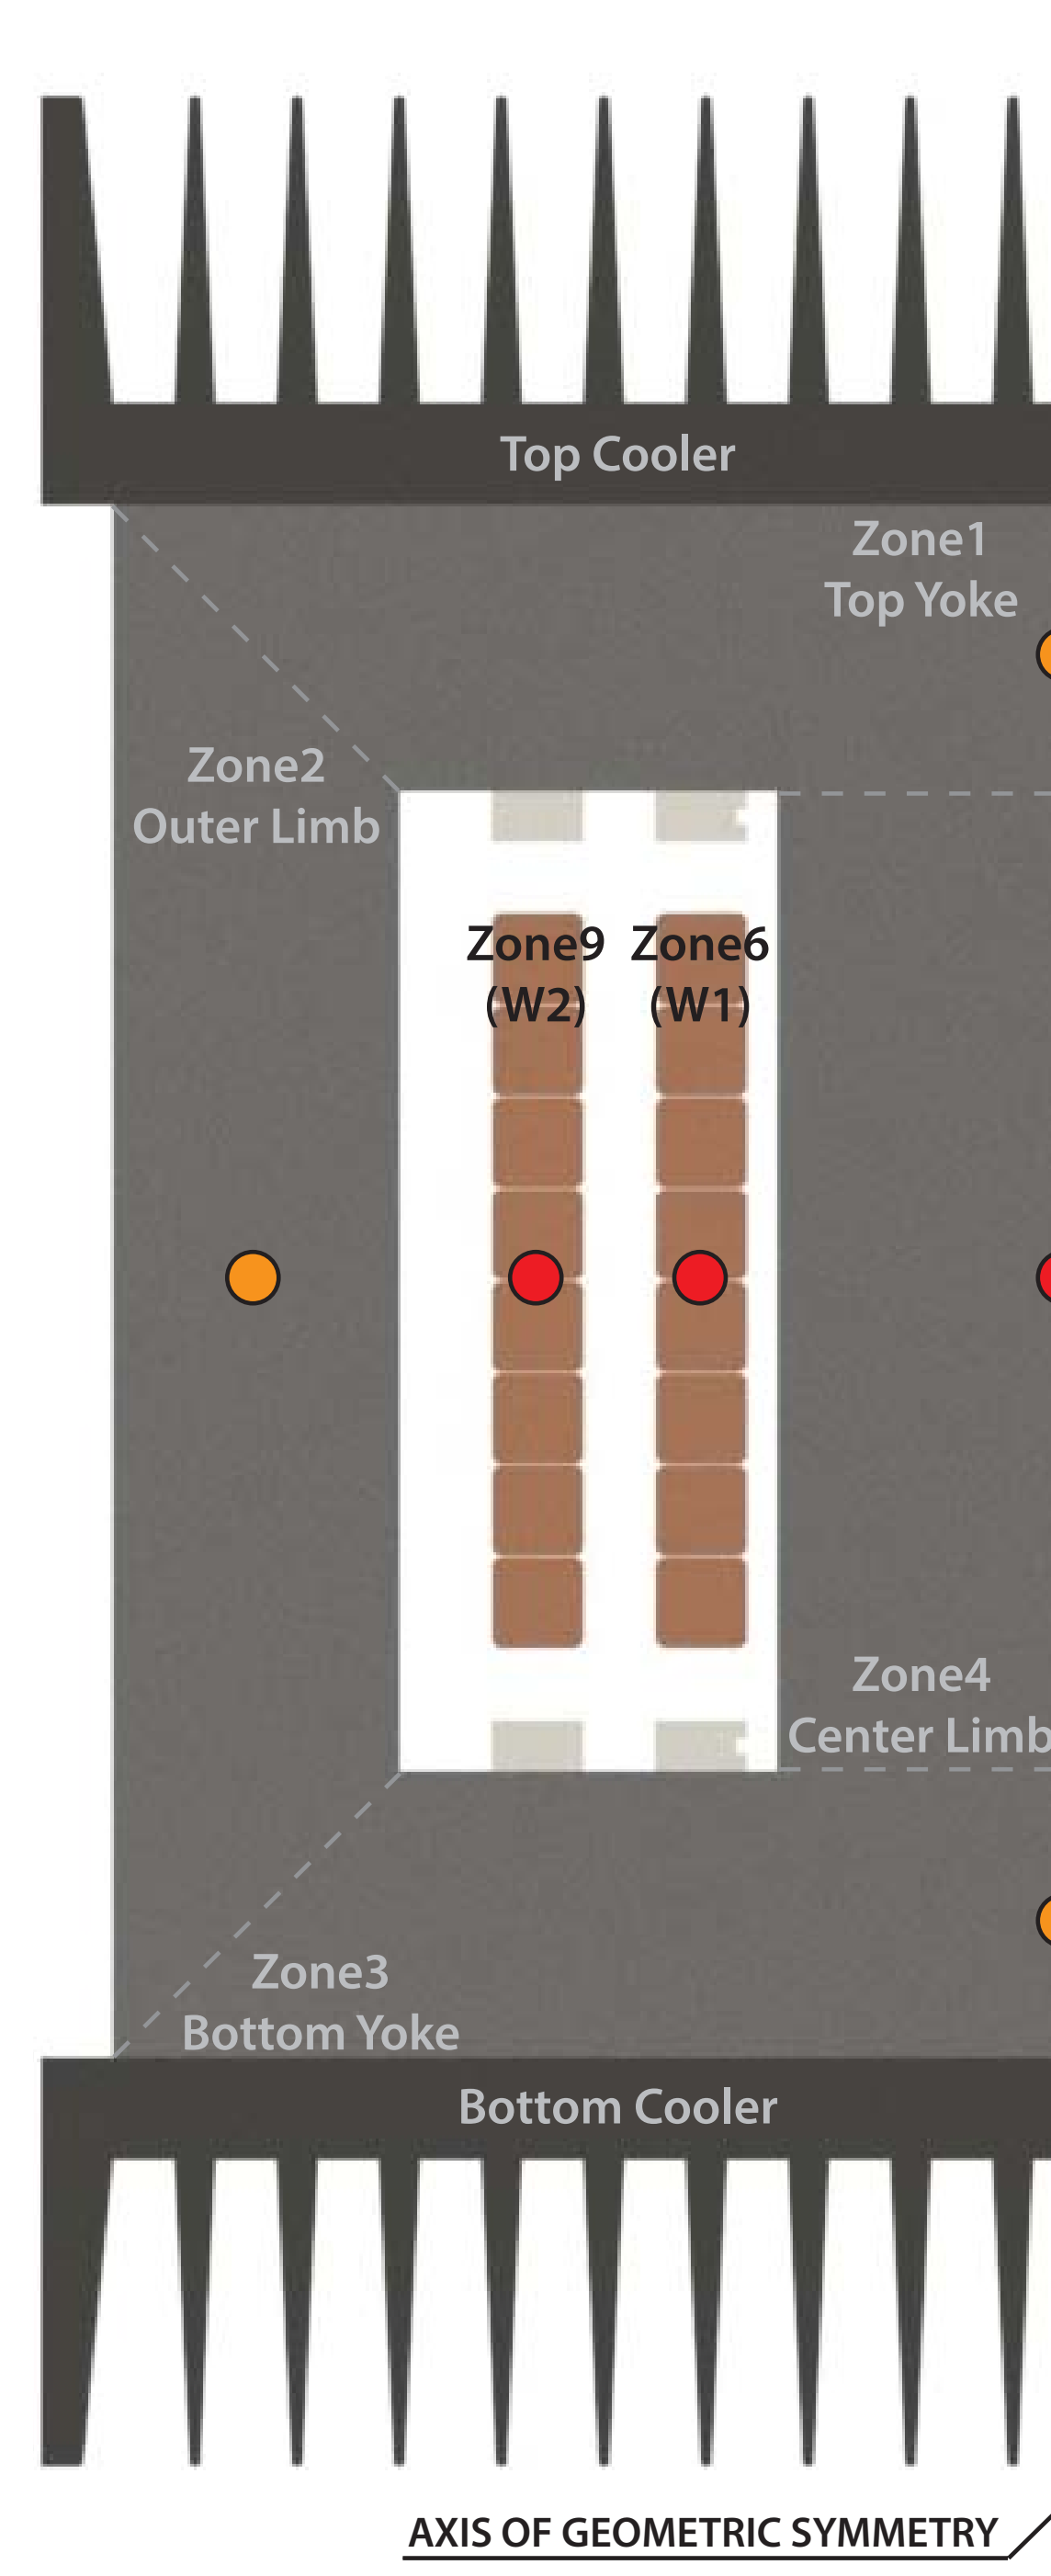 Top Cooler
Zone1
Top Yoke
Zone2
Outer Limb
Zone9 Zone6
(W2) (W1)
Zone4
Center Limb
Zone3
Bottom Yoke
Bottom Cooler
AXIS OF GEOMETRIC SYMMETRY